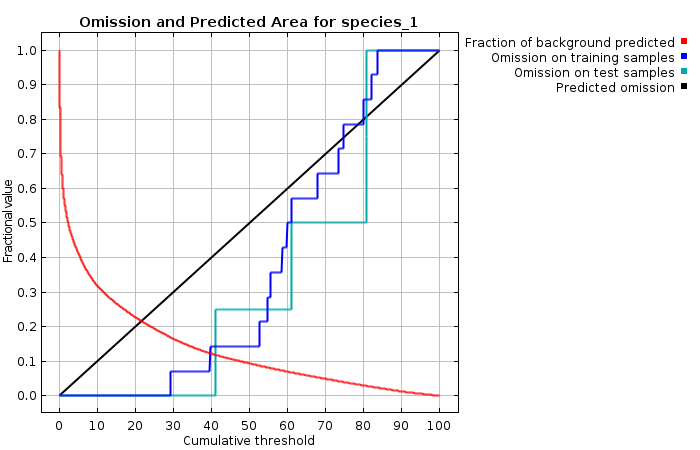 Omission and Predicted Area for species_1
Fraction of background predicted
Omission on training samples
Omission on test samples
Predicted omission
1.0
0.9
0.8
0.7
0.6
0.5
0.4
0.3
0.2
0.1
0.0
Fractional value
0 10 20 30 40 50 60 70 80 90 100
Cumulative threshold